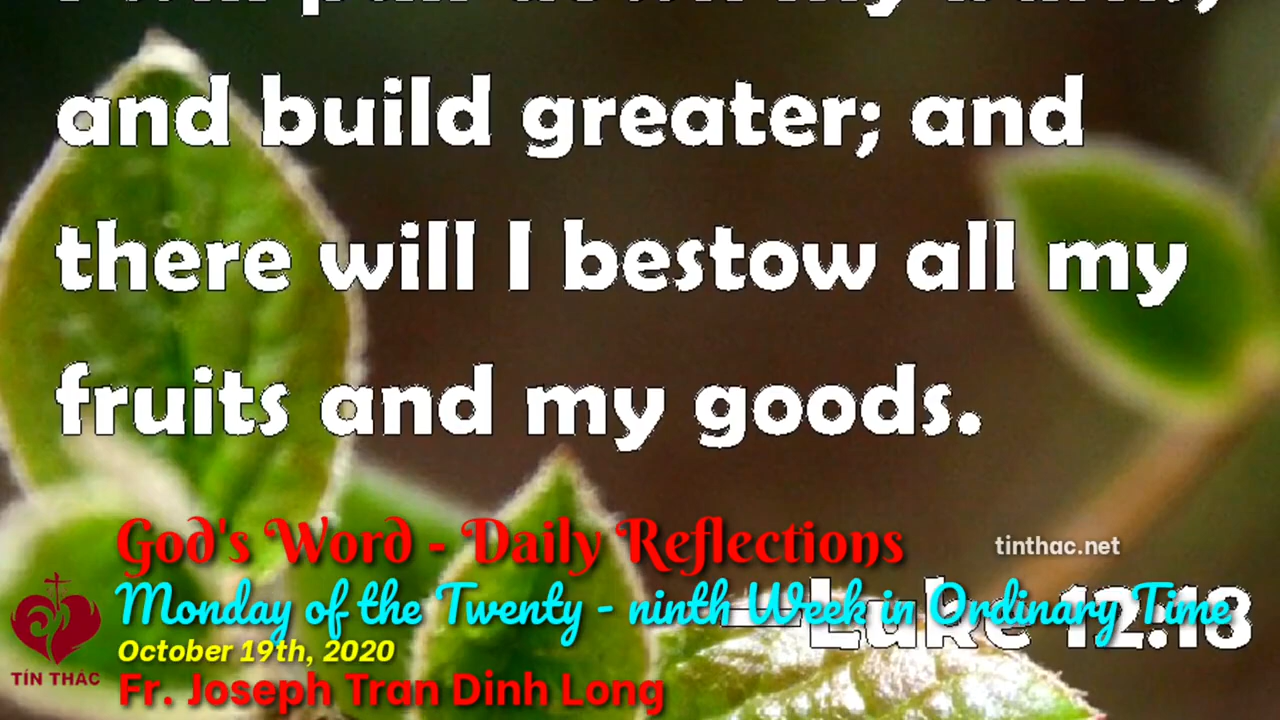 and build greater; and
there will I bestow all my
fruits and my goods.
God's Word - Daily Reflections
tinthac.net
Monday of the Twenty - ninth Week in Ordinary Time
Luke 12:18
October 19th, 2020
TÍN THÁC
Fr. Joseph Tran Dinh Long